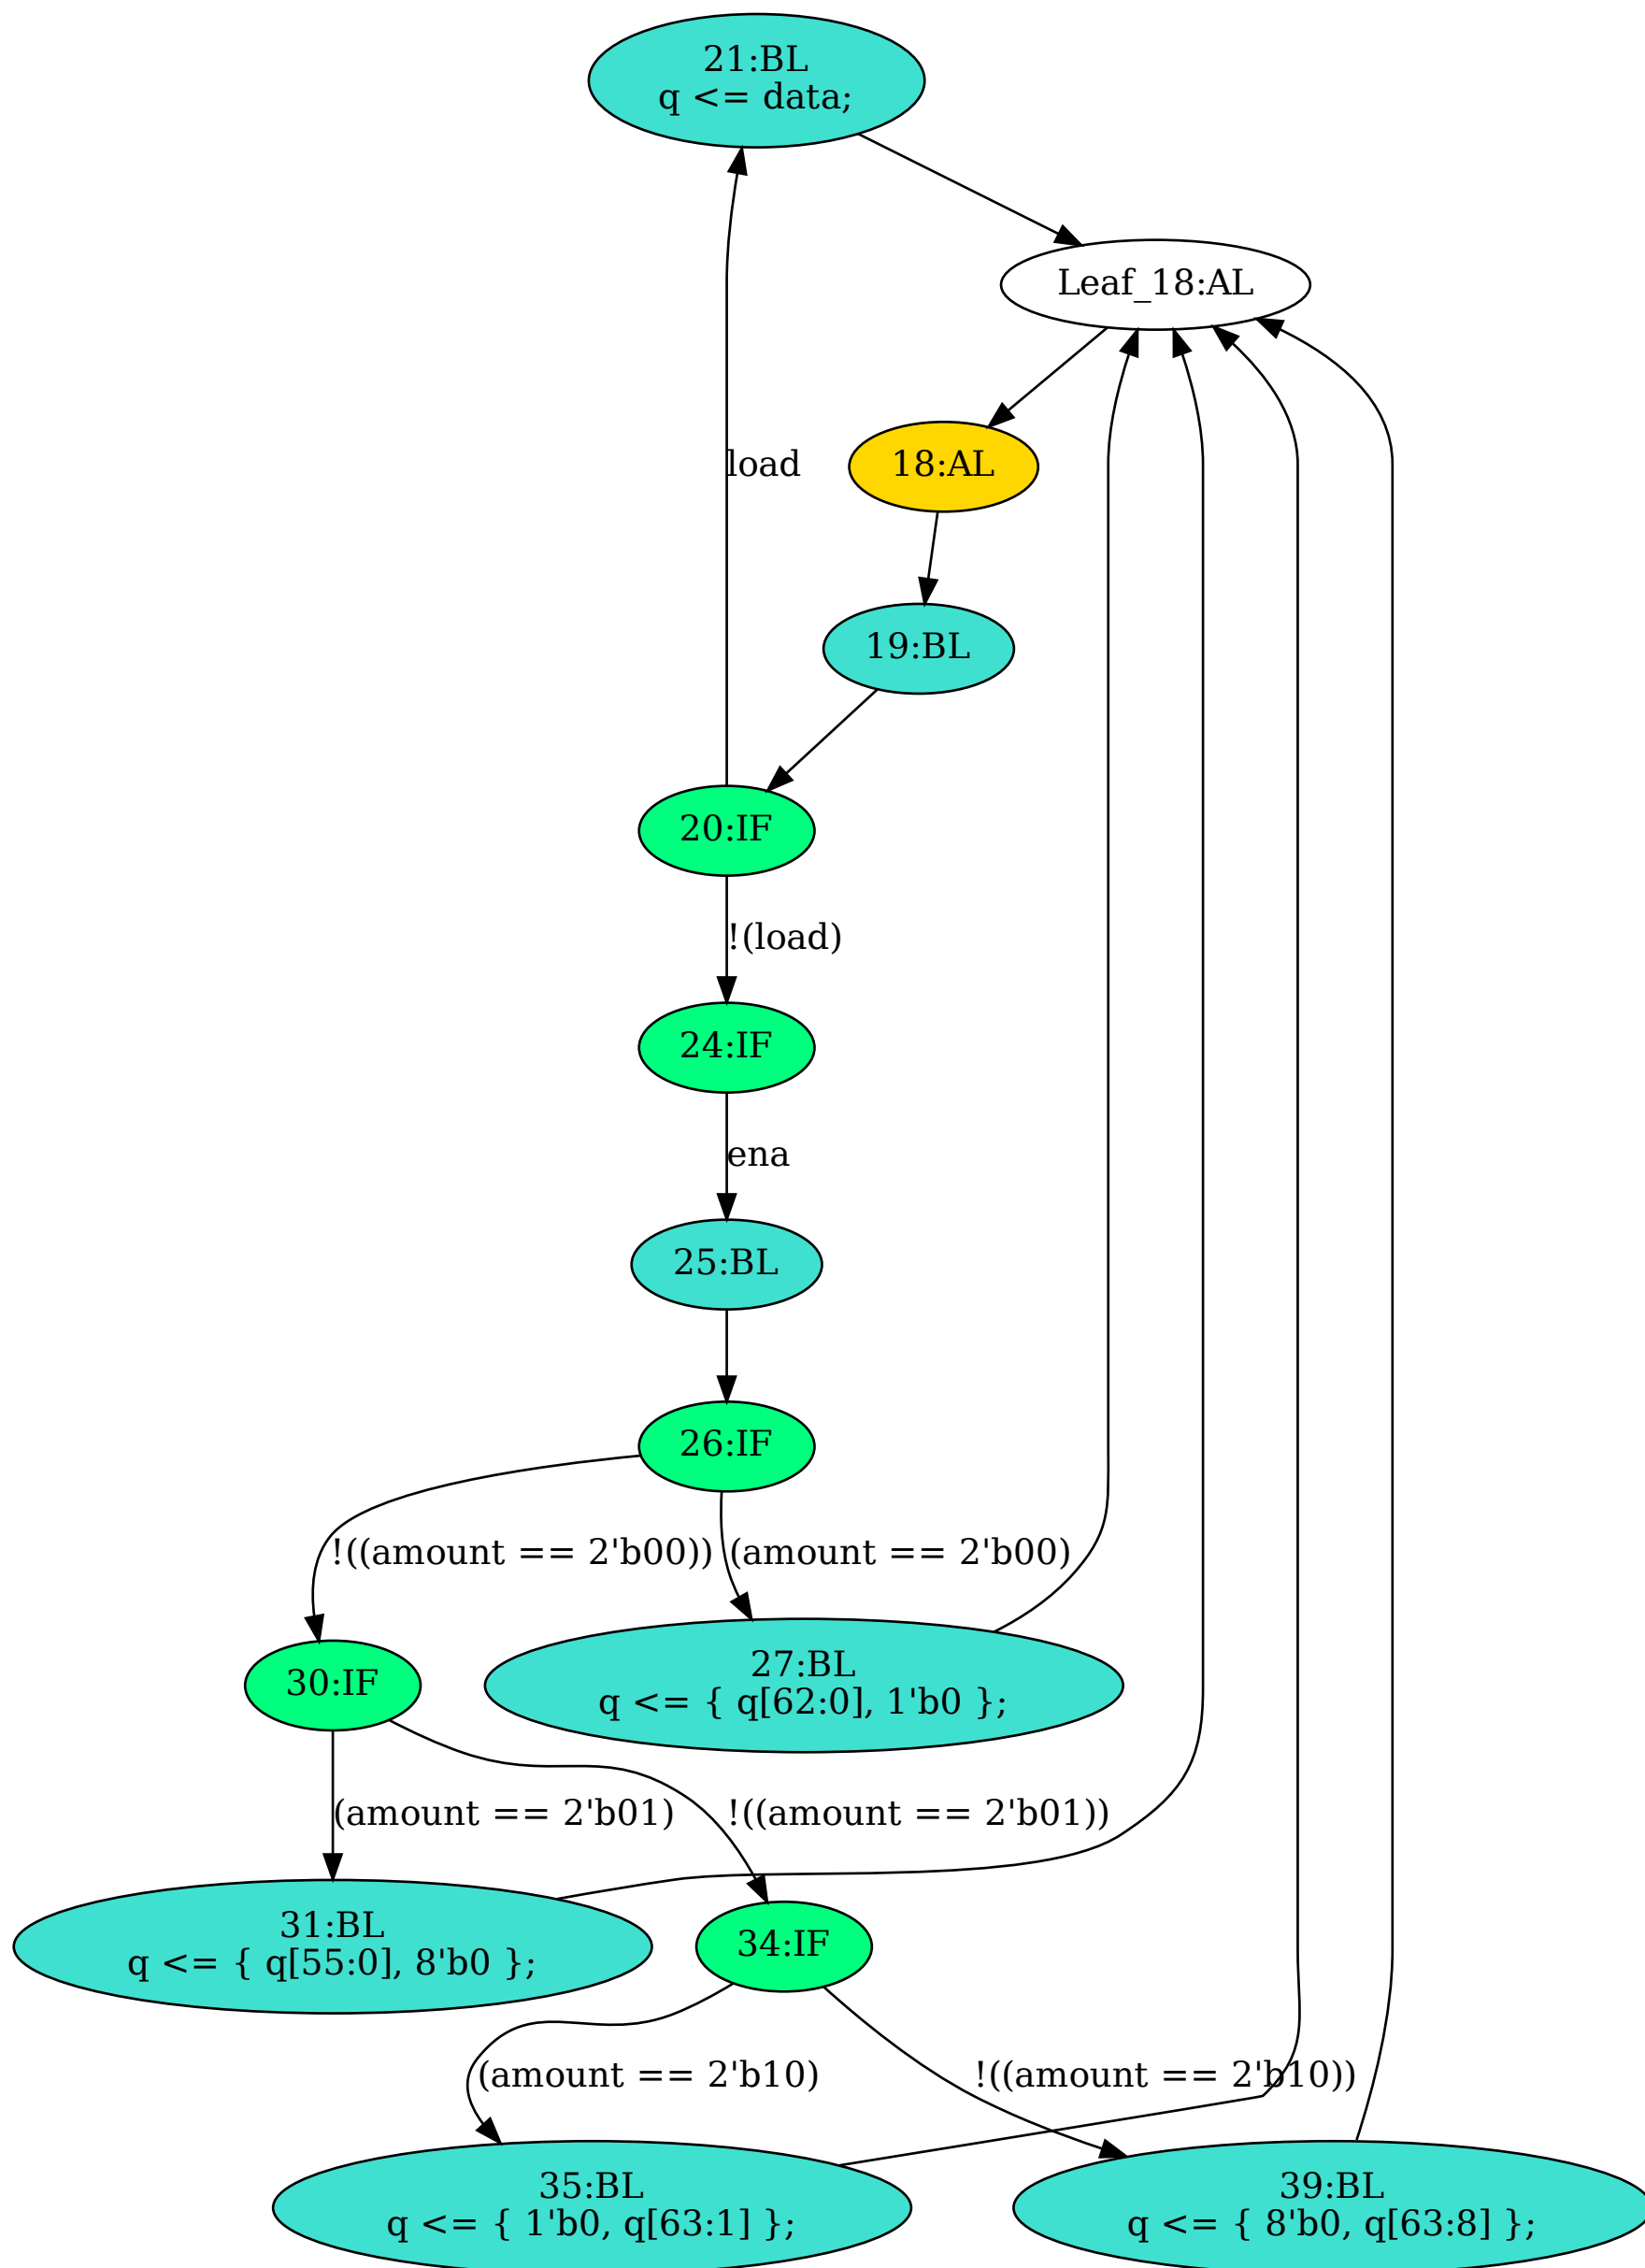 21:BL
q <= data;
Leaf_18:AL
load
18:AL
19:BL
20:IF
!(load)
24:IF
ena
25:BL
26:IF
!((amount == 2'b00))
(amount == 2'b00)
27:BL
q <= { q[62:0], 1'b0 };
30:IF
(amount == 2'b01)
!((amount == 2'b01))
31:BL
q <= { q[55:0], 8'b0 };
34:IF
(amount == 2'b10)
!((amount == 2'b10))
35:BL
q <= { 1'b0, q[63:1] };
39:BL
q <= { 8'b0, q[63:8] };